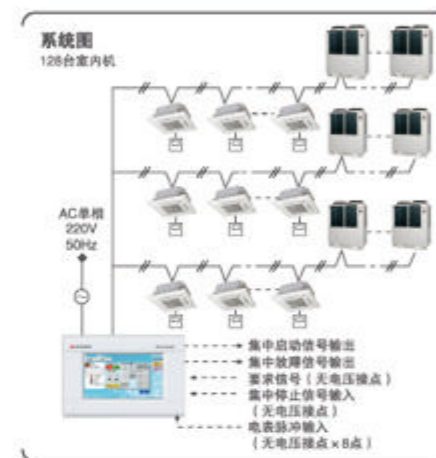 系统图
128台室内机
AC单相
220V
50Hz
集中启动信号输出
集中故障信号输出
要求信号（无电压接点）
集中停止信号输入
（无电压接点）
电表脉冲输入
（无电压接点×8点）